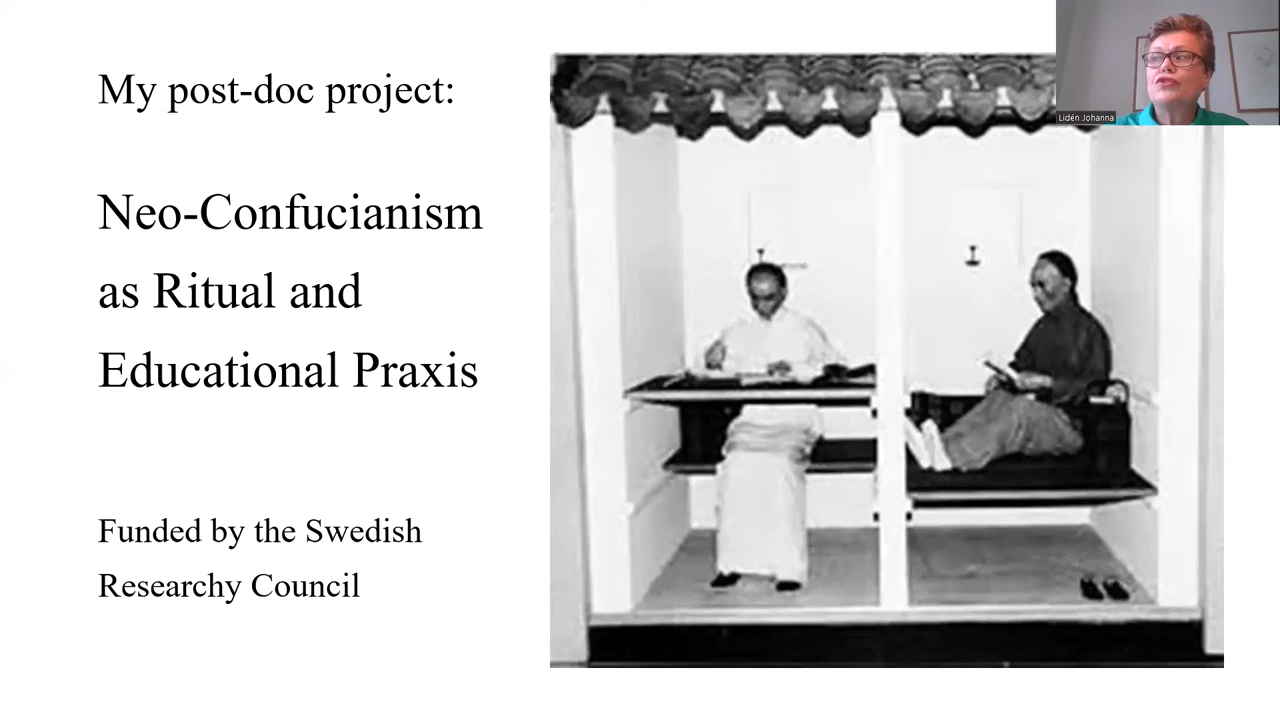 My post-doc project:
Neo-Confucianism
as Ritual and
Educational Praxis
Funded by the Swedish
Researchy Council
Lidén Johanna